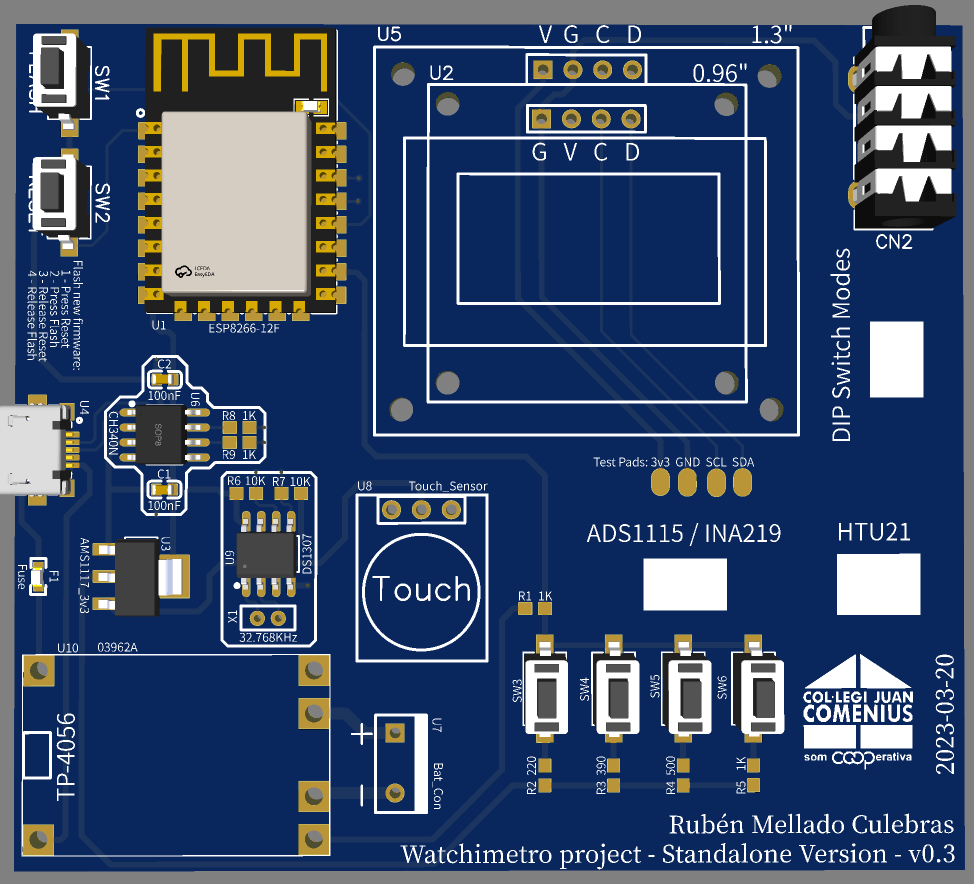 U5
V G C D
1.3"
U2
0.96"
G V C D
SW1
SW2
RESET
CN2
LCEDA
EasyEDA
U1
ESP8266-12F
Flash new firmware:
1 - Press Reset
2 - Press Flash
3 - Release Reset
4 - Release Flash
DIP Switch Modes
C2
100nF
U4
U6
CH340N
SOP8
R8 1K
R9 1K
C1
100nF
Test Pads: 3v3 GND SCL SDA
R6 10K R7 10K
U8
Touch_Sensor
ADS1115 / INA219
HTU21
AMS1117_3v3
U3
U9
DS1307
F1
Fuse
Touch
X1
32.768KHz
R1 1K
U10 03962A
SW3
SW4
SW5
SW6
COL·LEGI JUAN
COMENIUS
som cooperativa
2023-03-20
TP-4056
+
U7
Bat_Con
R2 220
R3 390
R4 500
R5 1K
Rubén Mellado Culebras
Watchimetro project - Standalone Version - v0.3